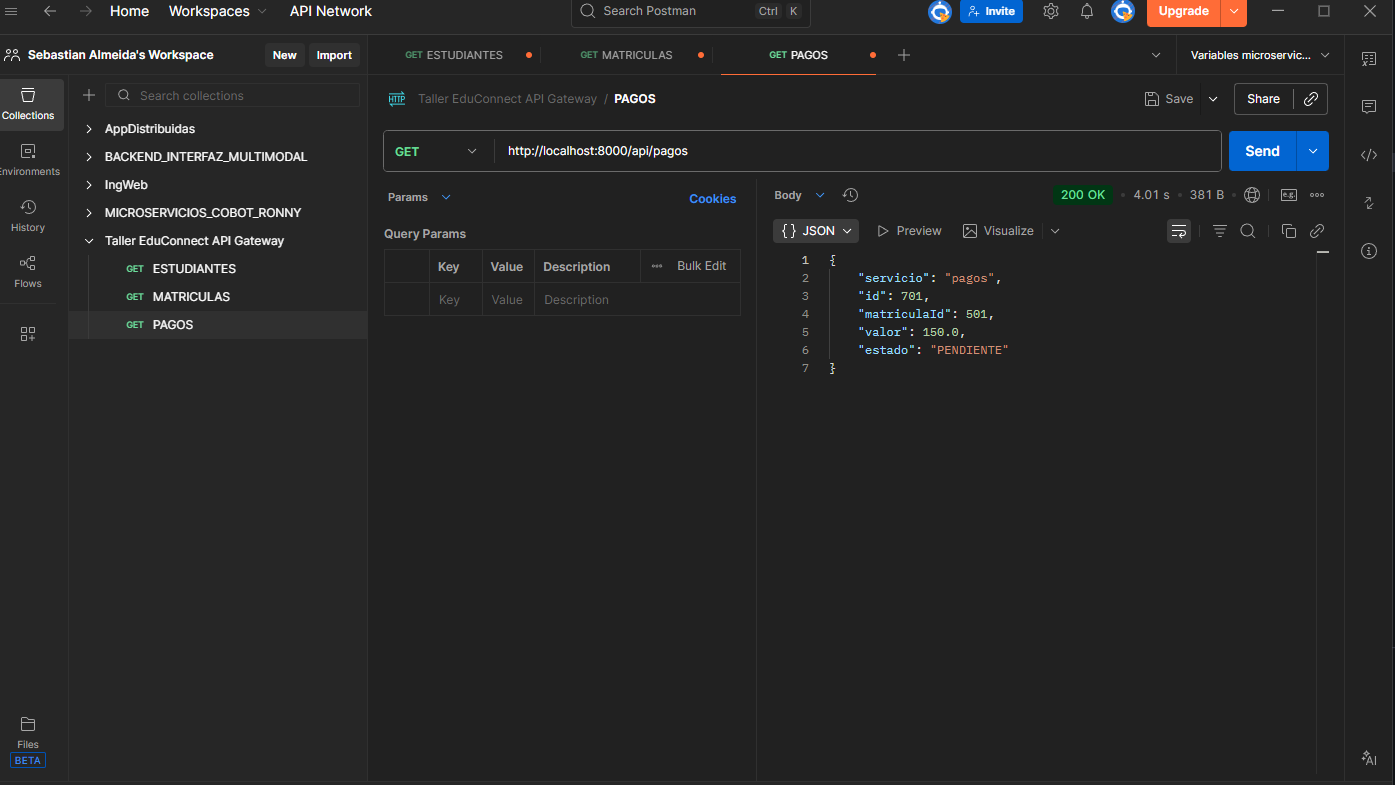 Home Workspaces API Network Search Postman Ctrl K Invite Upgrade
Sebastian Almeida's Workspace New Import
GET ESTUDIANTES GET MATRICULAS GET PAGOS Variables microservic...
Collections
Environments
History
Flows
Files
BETA
Search collections
AppDistribuidas
BACKEND_INTERFAZ_MULTIMODAL
IngWeb
MICROSERVICIOS_COBOT_RONNY
Taller EduConnect API Gateway
GET ESTUDIANTES
GET MATRICULAS
GET PAGOS
HTTP Taller EduConnect API Gateway / PAGOS Save Share
GET http://localhost:8000/api/pagos Send
Params Cookies
Query Params
Key Value Description Bulk Edit
Key Value Description
Body 200 OK 4.01 s 381 B e.g.
{} JSON Preview Visualize
1 {
2 "servicio": "pagos",
3 "id": 701,
4 "matriculaId": 501,
5 "valor": 150.0,
6 "estado": "PENDIENTE"
7 }
AI